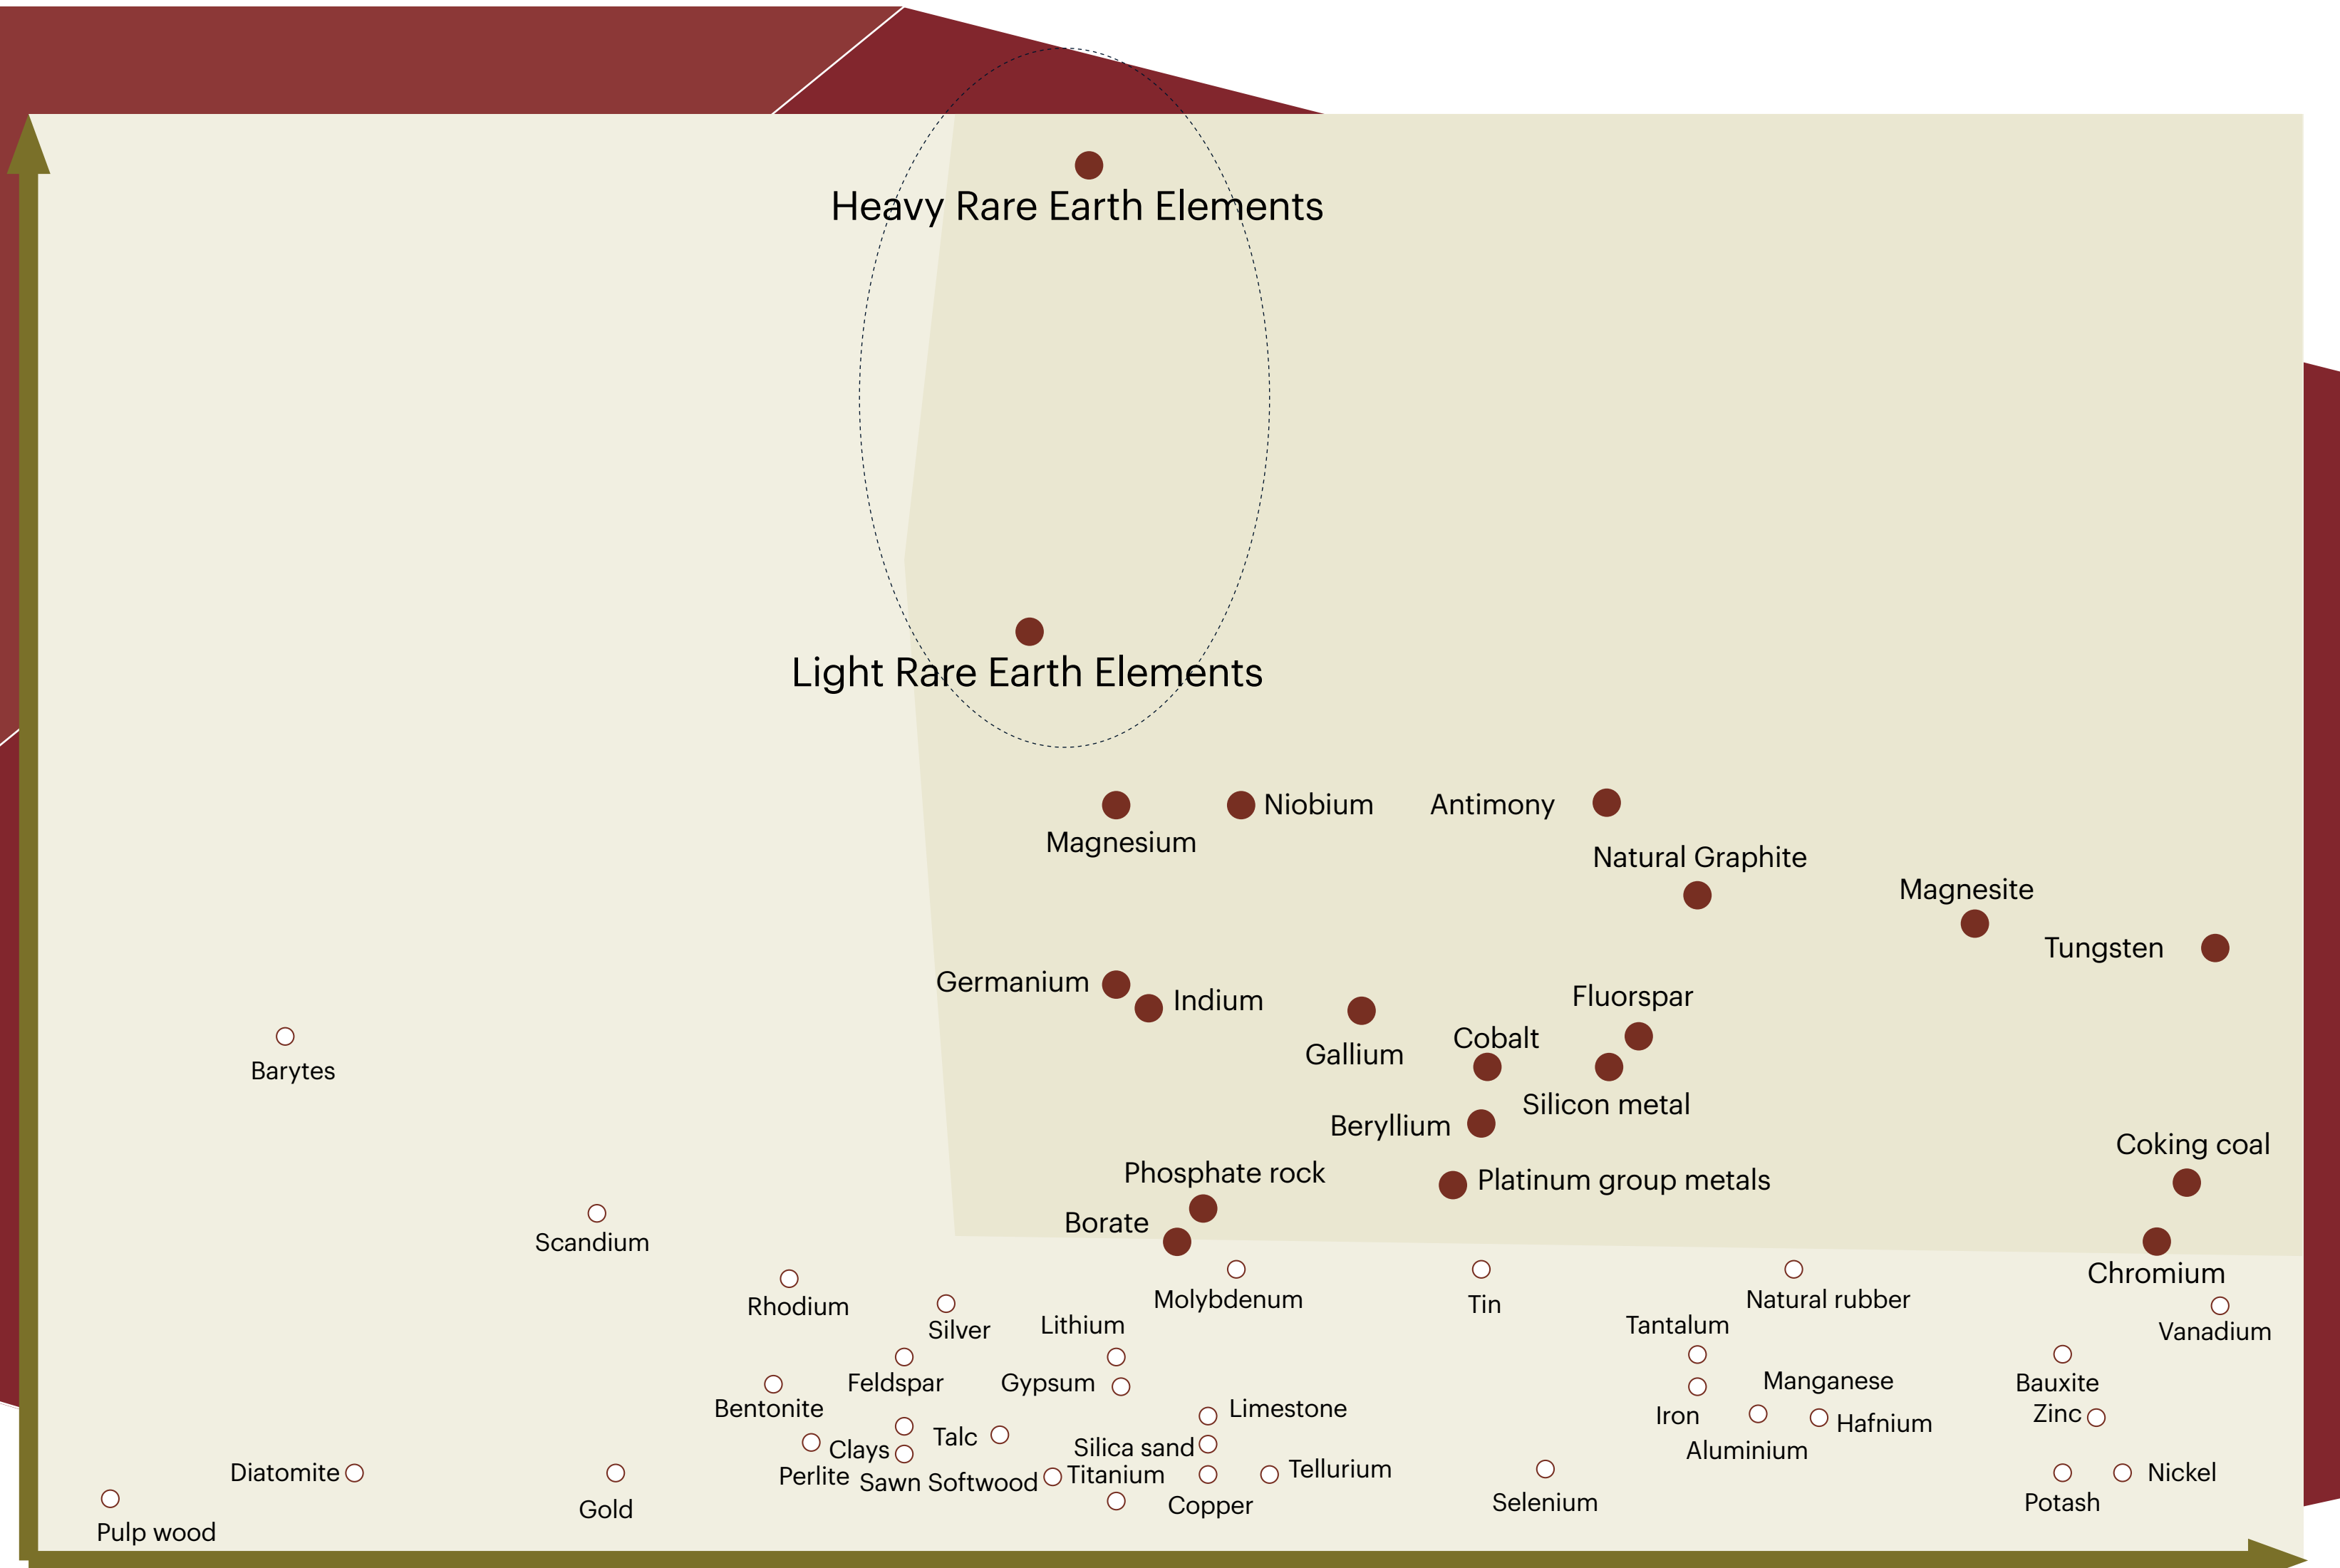 Heavy Rare Earth Elements
Light Rare Earth Elements
Niobium
Antimony
Magnesium
Natural Graphite
Magnesite
Tungsten
Germanium
Indium
Fluorspar
Cobalt
Gallium
Barytes
Silicon metal
Beryllium
Coking coal
Phosphate rock
Platinum group metals
Borate
Scandium
Chromium
Molybdenum
Natural rubber
Tin
Rhodium
Silver
Lithium
Tantalum
Vanadium
Feldspar
Gypsum
Manganese
Bauxite
Bentonite
Limestone
Iron
Zinc
Hafnium
Talc
Clays
Silica sand
Aluminium
Tellurium
Diatomite
Perlite
Sawn Softwood
Titanium
Nickel
Gold
Copper
Selenium
Potash
Pulp wood